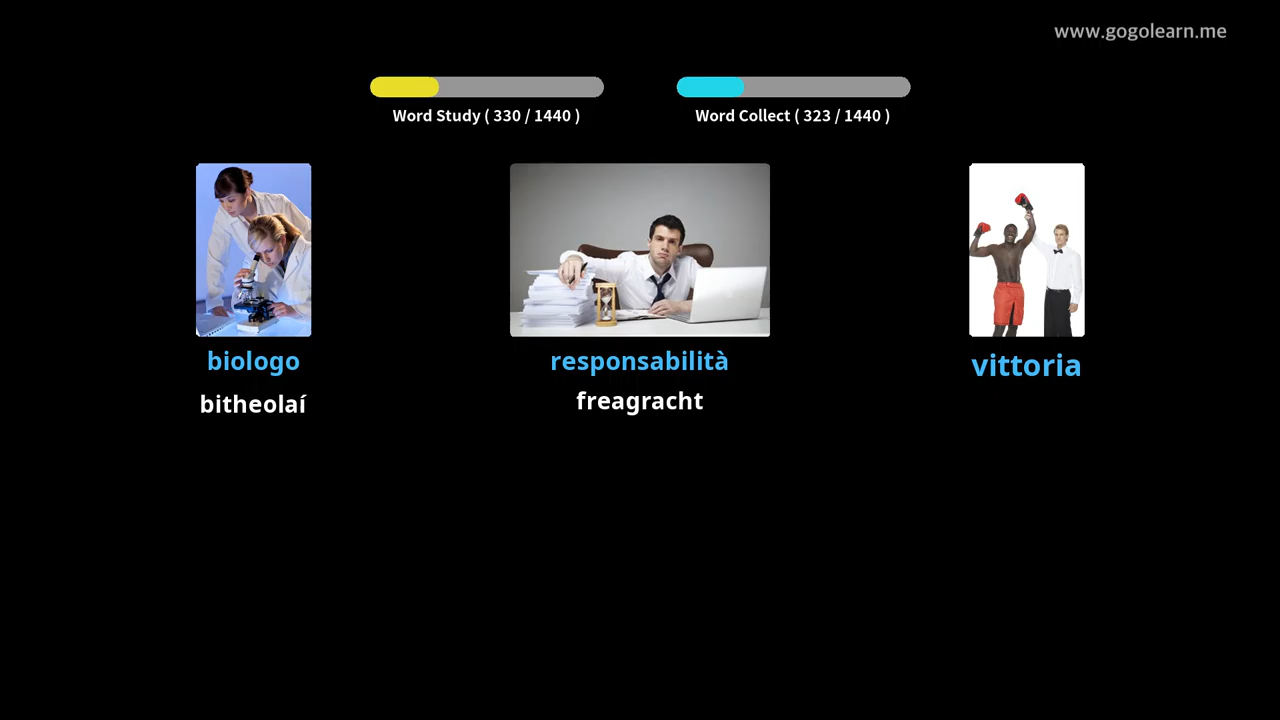 www.gogolearn.me
Word Study ( 330 / 1440 )
Word Collect ( 323 / 1440 )
biologo
bitheolaí
responsabilità
freagracht
vittoria